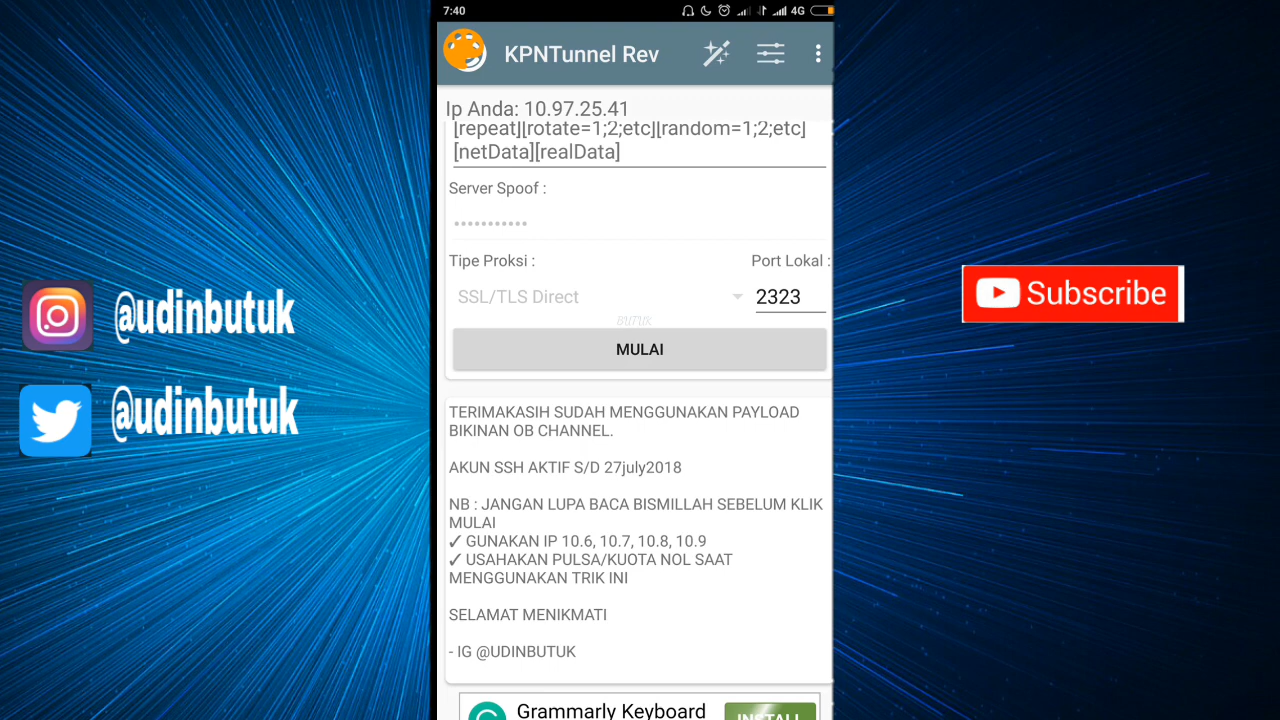 7:40
4G
KPNTunnel Rev
Ip Anda: 10.97.25.41
[repeat][rotate=1;2;etc][random=1;2;etc]
[netData][realData]
Server Spoof :
Tipe Proksi :
Port Lokal :
SSL/TLS Direct
2323
BUTUK
MULAI
TERIMAKASIH SUDAH MENGGUNAKAN PAYLOAD
BIKINAN OB CHANNEL.
AKUN SSH AKTIF S/D 27july2018
NB : JANGAN LUPA BACA BISMILLAH SEBELUM KLIK
MULAI
✓ GUNAKAN IP 10.6, 10.7, 10.8, 10.9
✓ USAHAKAN PULSA/KUOTA NOL SAAT
MENGGUNAKAN TRIK INI
SELAMAT MENIKMATI
- IG @UDINBUTUK
Grammarly Keyboard
INSTALL
@udinbutuk
@udinbutuk
Subscribe